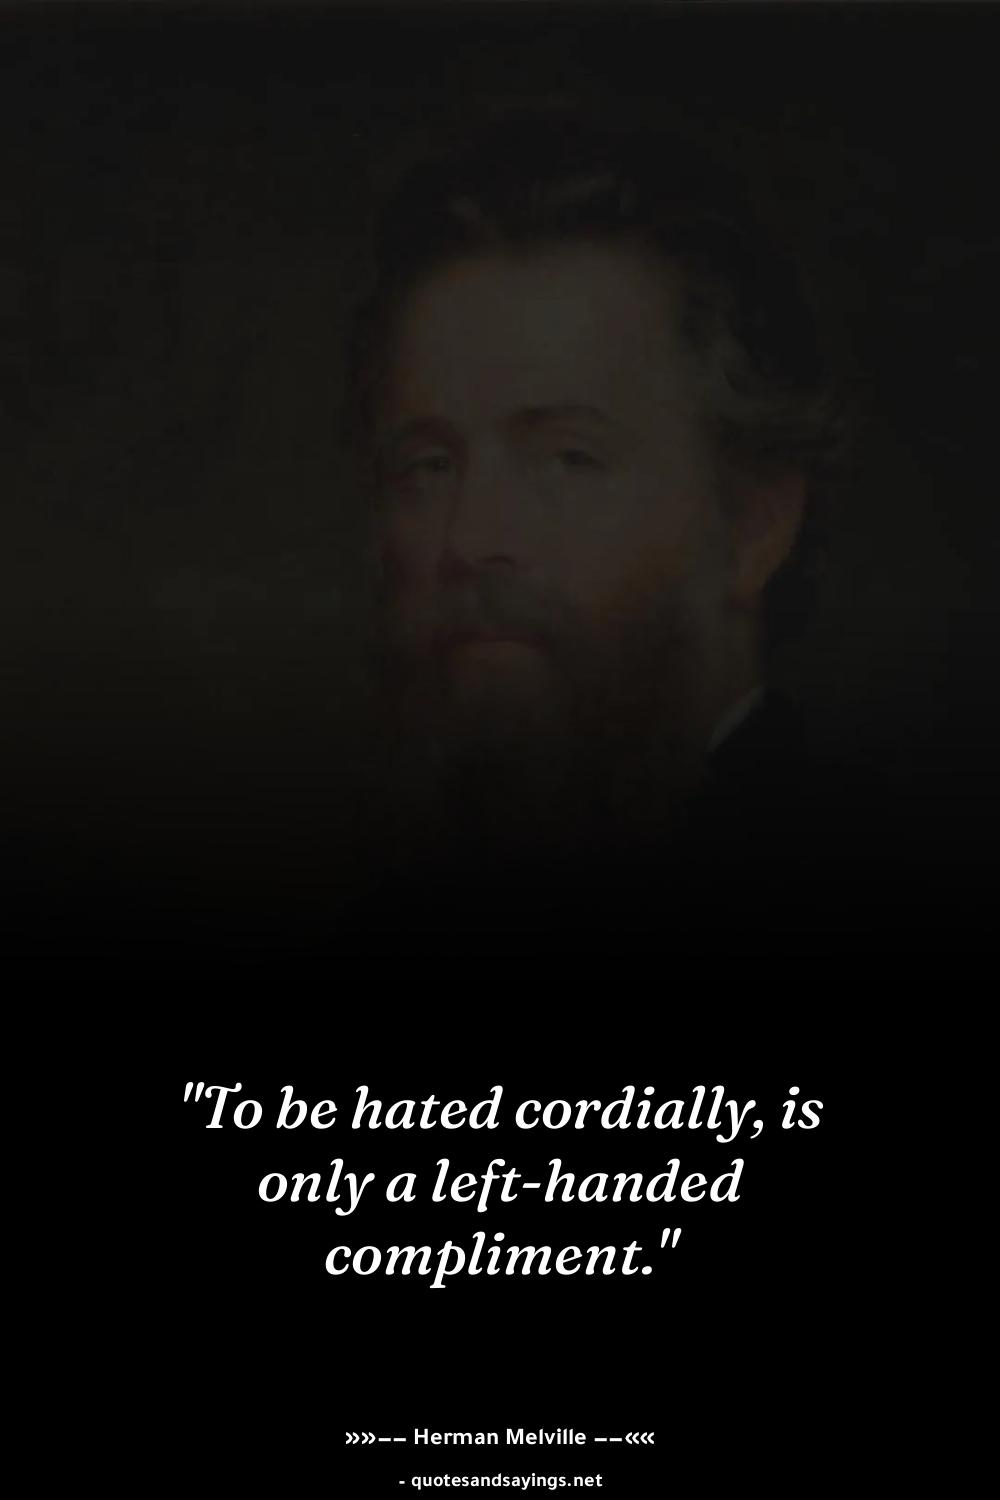 "To be hated cordially, is
only a left-handed
compliment."
»»–– Herman Melville ––««
- quotesandsayings.net